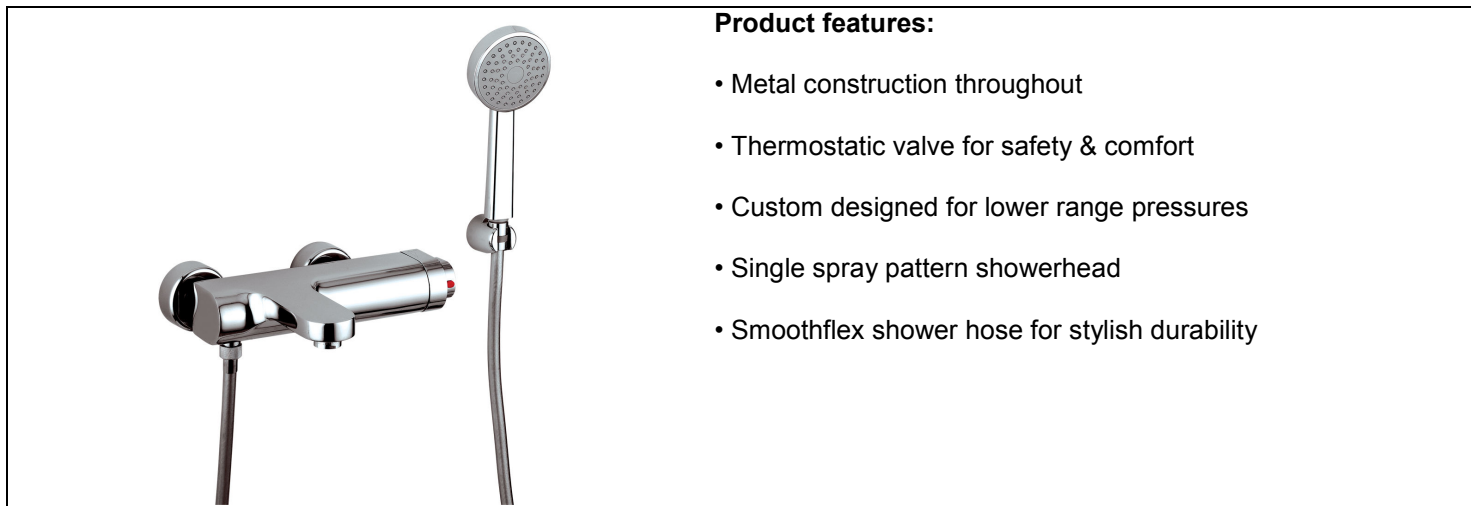 Product features:
• Metal construction throughout
• Thermostatic valve for safety & comfort
• Custom designed for lower range pressures
• Single spray pattern showerhead
• Smoothflex shower hose for stylish durability